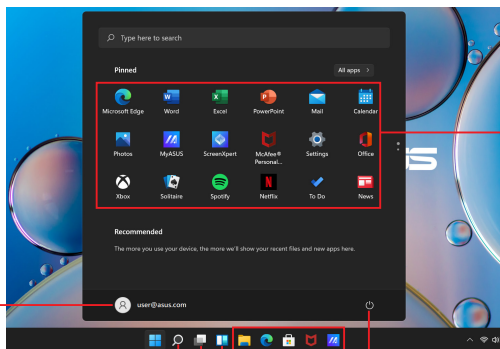 Type here to search
Pinned
All apps >
Microsoft Edge Word Excel PowerPoint Mail Calendar
Photos MyASUS ScreenXpert McAfee® Settings Office
Personal...
Xbox Solitaire Spotify Netflix To Do News
Recommended
The more you use your device, the more we'll show your recent files and new apps here.
user@asus.com